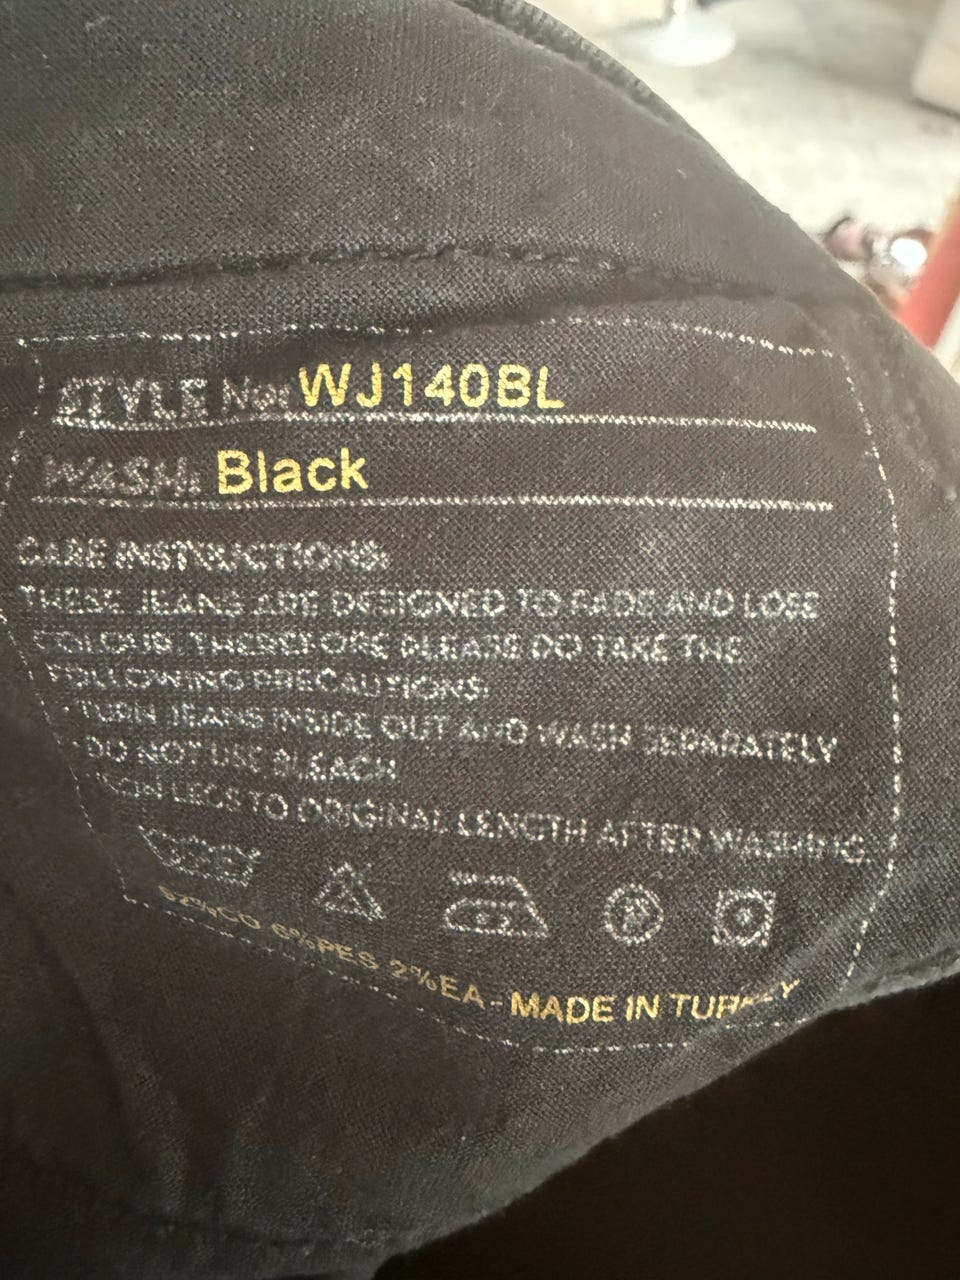 STYLE No: WJ140BL
WASH: Black
CARE INSTRUCTIONS:
THESE JEANS ARE DESIGNED TO FADE AND LOSE
COLOUR. THEREFORE PLEASE DO TAKE THE
FOLLOWING PRECAUTIONS:
TURN JEANS INSIDE OUT AND WASH SEPARATELY
DO NOT USE BLEACH
LEGS TO ORIGINAL LENGTH AFTER WASHING
6%PES 2%EA - MADE IN TURKEY